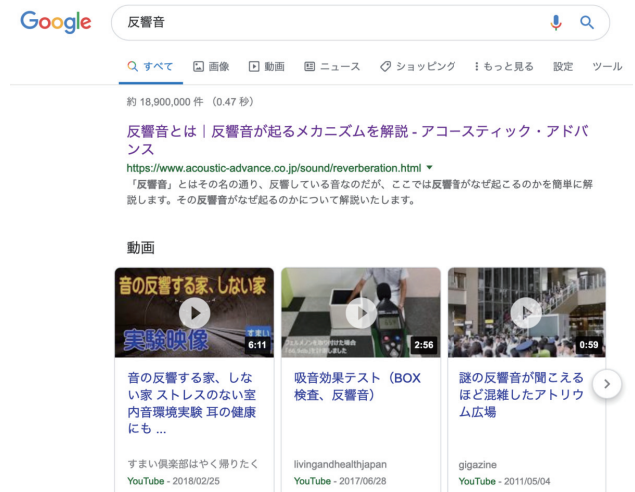 Google
反響音
すべて 画像 動画 ニュース ショッピング もっと見る 設定 ツール
約 18,900,000 件 (0.47 秒)
反響音とは|反響音が起るメカニズムを解説 - アコースティック・アドバ
ンス
https://www.acoustic-advance.co.jp/sound/reverberation.html
「反響音」とはその名の通り、反響している音なのだが、ここでは反響音がなぜ起こるのかを簡単に解
説します。その反響音がなぜ起るのかについて解説いたします。
動画
音の反響する家、しない家
実験映像
すまい
6:11
2:56
0:59
音の反響する家、しな
い家 ストレスのない室
内音環境実験 耳の健康
にも ...
すまい倶楽部はやく帰りたく
YouTube - 2018/02/25
吸音効果テスト(BOX
検査、反響音)
livingandhealthjapan
YouTube - 2017/06/28
謎の反響音が聞こえる
ほど混雑したアトリウ
ム広場
gigazine
YouTube - 2011/05/04